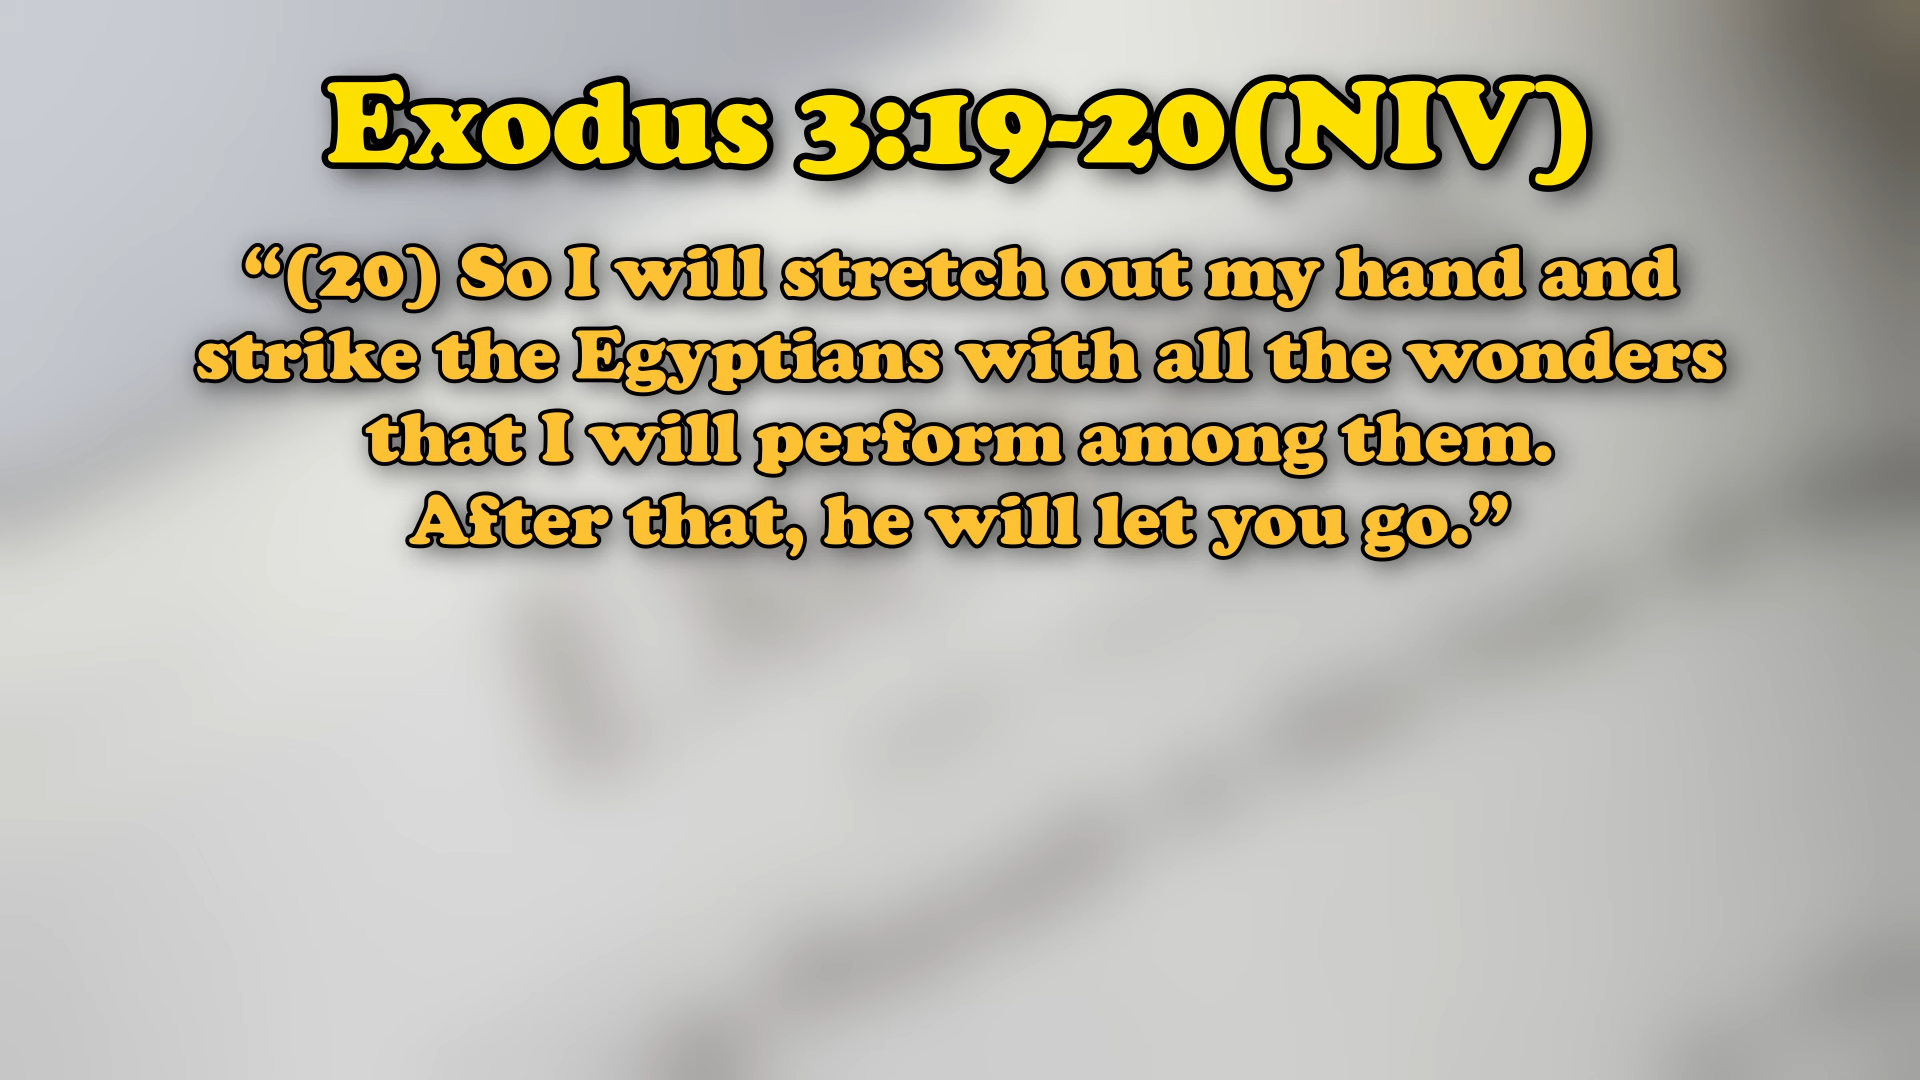 Exodus 3:19-20(NIV)
“(20) So I will stretch out my hand and
strike the Egyptians with all the wonders
that I will perform among them.
After that, he will let you go.”